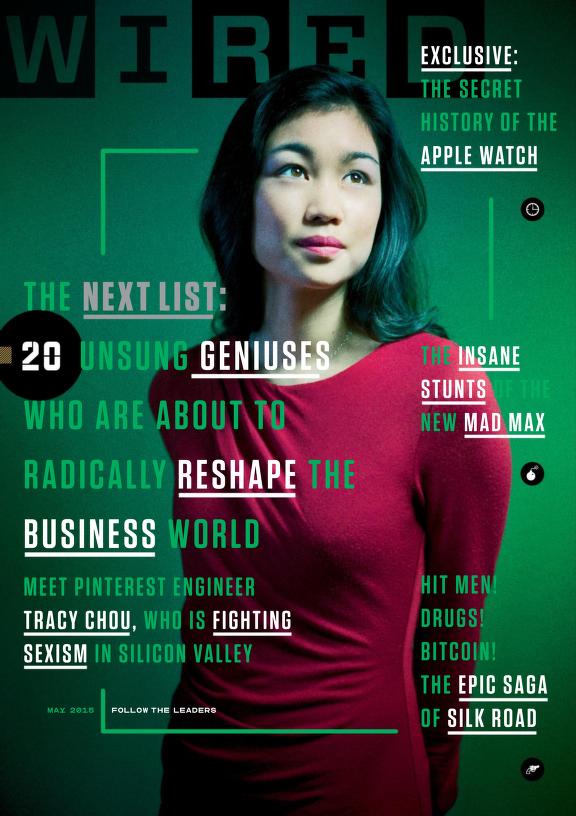 WIRED
EXCLUSIVE:
THE SECRET
HISTORY OF THE
APPLE WATCH
THE NEXT LIST:
20 UNSUNG GENIUSES
WHO ARE ABOUT TO
RADICALLY RESHAPE THE
BUSINESS WORLD
MEET PINTEREST ENGINEER
TRACY CHOU, WHO IS FIGHTING
SEXISM IN SILICON VALLEY
MAY 2015 FOLLOW THE LEADERS
THE INSANE
STUNTS OF THE
NEW MAD MAX
HIT MEN!
DRUGS!
BITCOIN!
THE EPIC SAGA
OF SILK ROAD